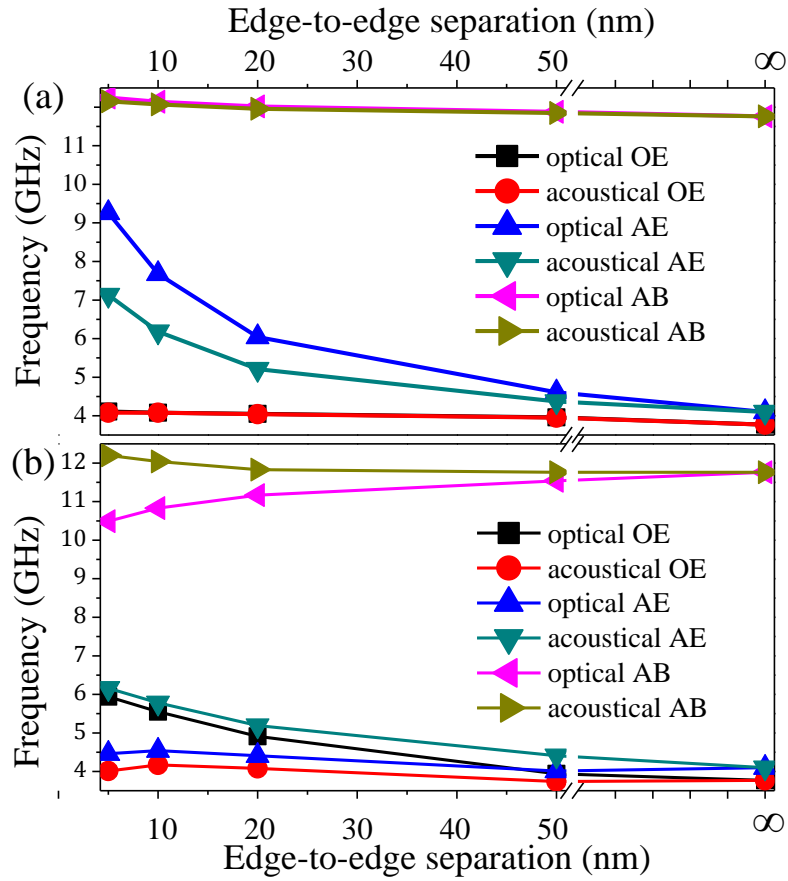 Edge-to-edge separation (nm)
10 20 30 40 50 ∞
(a)
11
10
9
8
7
6
5
4
Frequency (GHz)
optical OE
acoustical OE
optical AE
acoustical AE
optical AB
acoustical AB
(b)
12
11
10
9
8
7
6
5
4
Frequency (GHz)
optical OE
acoustical OE
optical AE
acoustical AE
optical AB
acoustical AB
10 20 30 40 50 ∞
Edge-to-edge separation (nm)